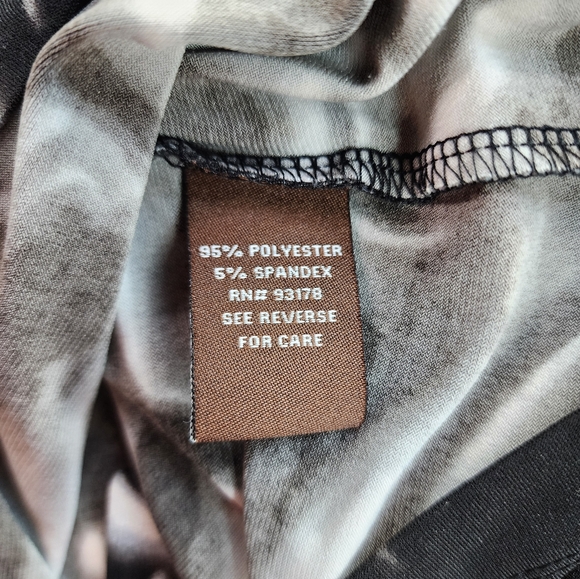 95% POLYESTER
5% SPANDEX
RN# 93178
SEE REVERSE
FOR CARE